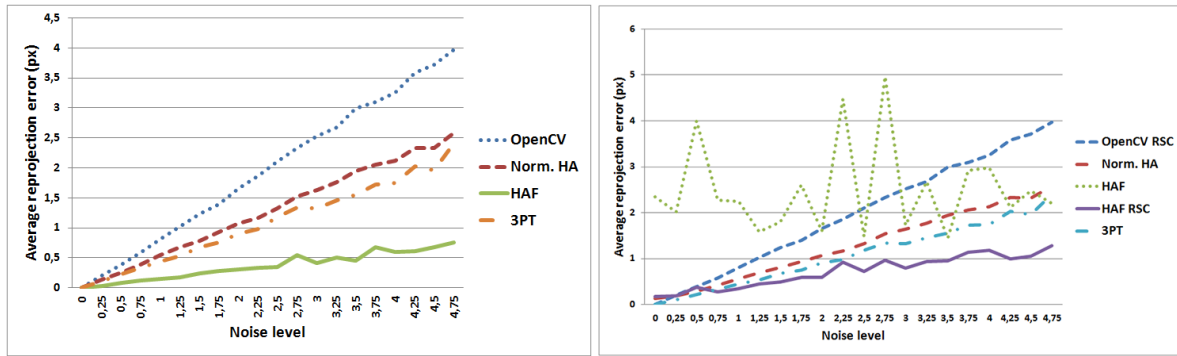 4,5
4
3,5
3
2,5
2
1,5
1
0,5
0
Average reprojection error (px)
0 0,25 0,5 0,75 1 1,25 1,5 1,75 2 2,25 2,5 2,75 3 3,25 3,5 3,75 4 4,25 4,5 4,75
Noise level
OpenCV
Norm. HA
HAF
3PT
6
5
4
3
2
1
0
Average reprojection error (px)
0 0,25 0,5 0,75 1 1,25 1,5 1,75 2 2,25 2,5 2,75 3 3,25 3,5 3,75 4 4,25 4,5 4,75
Noise level
OpenCV RSC
Norm. HA
HAF
HAF RSC
3PT